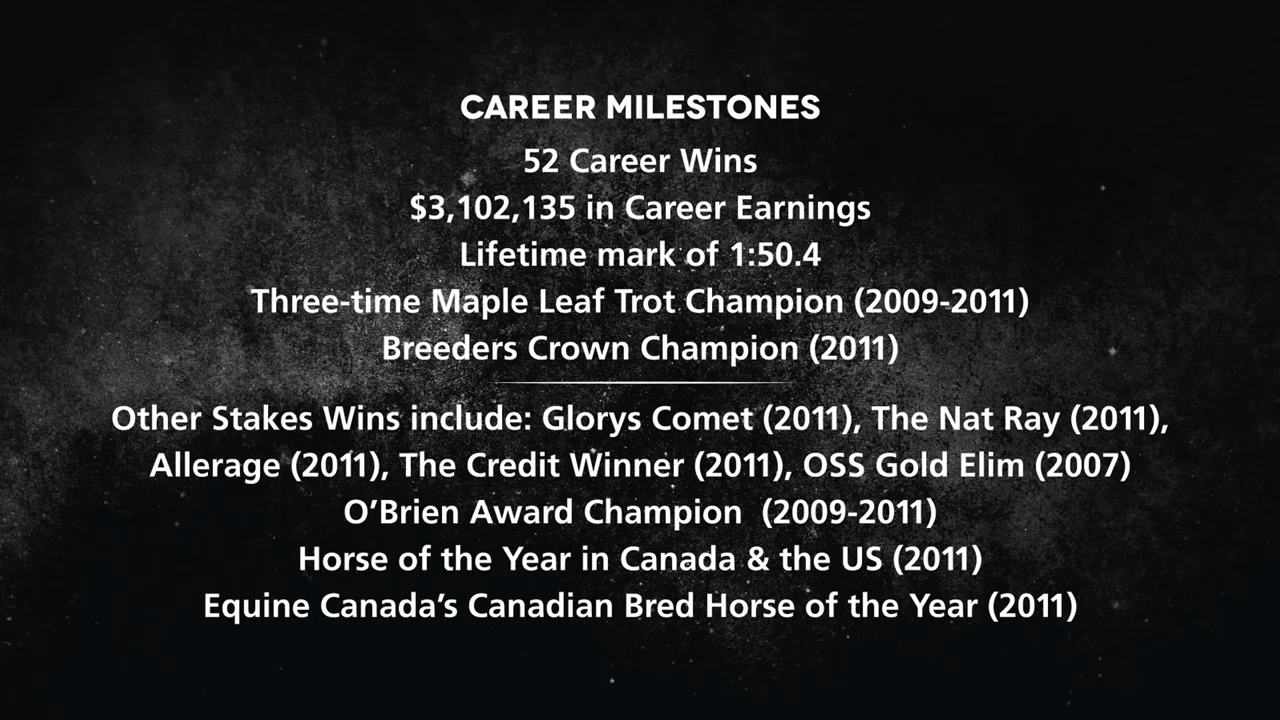 CAREER MILESTONES
52 Career Wins
$3,102,135 in Career Earnings
Lifetime mark of 1:50.4
Three-time Maple Leaf Trot Champion (2009-2011)
Breeders Crown Champion (2011)
Other Stakes Wins include: Glorys Comet (2011), The Nat Ray (2011),
Allerage (2011), The Credit Winner (2011), OSS Gold Elim (2007)
O’Brien Award Champion  (2009-2011)
Horse of the Year in Canada & the US (2011)
Equine Canada’s Canadian Bred Horse of the Year (2011)